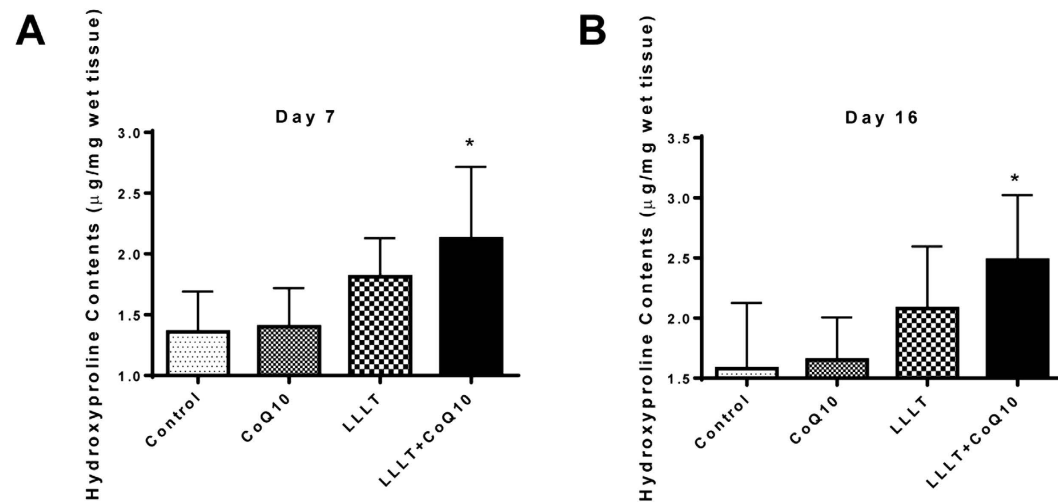 A
Hydroxyproline Contents (μg/mg wet tissue)
Day 7
3.0
2.5
2.0
1.5
1.0
*
Control
CoQ10
LLLT
LLLT+CoQ10
B
Hydroxyproline Contents (μg/mg wet tissue)
Day 16
3.5
3.0
2.5
2.0
1.5
*
Control
CoQ10
LLLT
LLLT+CoQ10